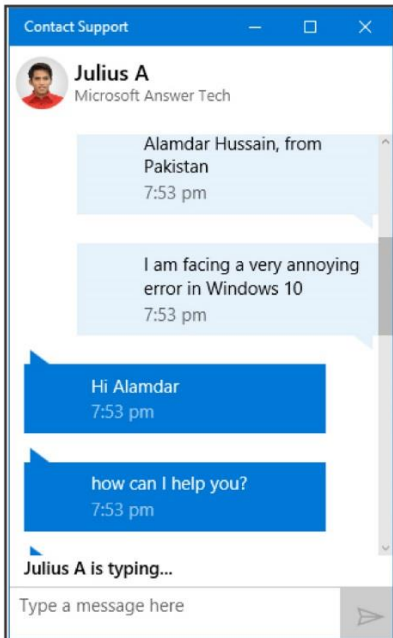 Contact Support
Julius A
Microsoft Answer Tech
Alamdar Hussain, from
Pakistan
7:53 pm
I am facing a very annoying
error in Windows 10
7:53 pm
Hi Alamdar
7:53 pm
how can I help you?
7:53 pm
Julius A is typing...
Type a message here